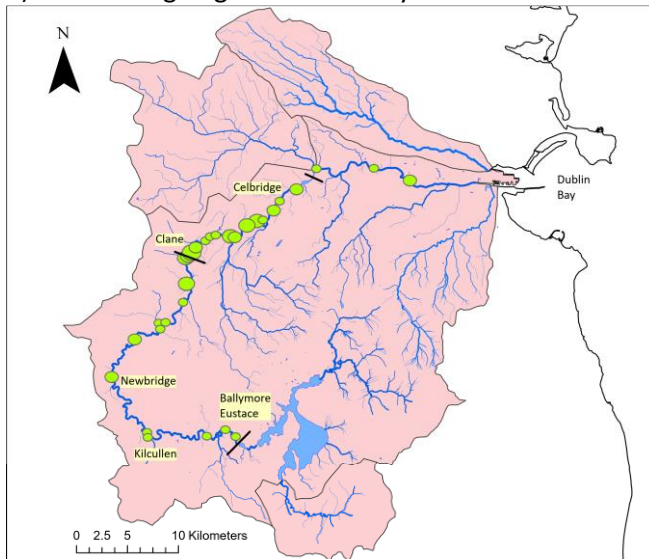 N
Dublin
Bay
Celbridge
Clane
Newbridge
Ballymore
Eustace
Kilcullen
0 2.5 5 10 Kilometers